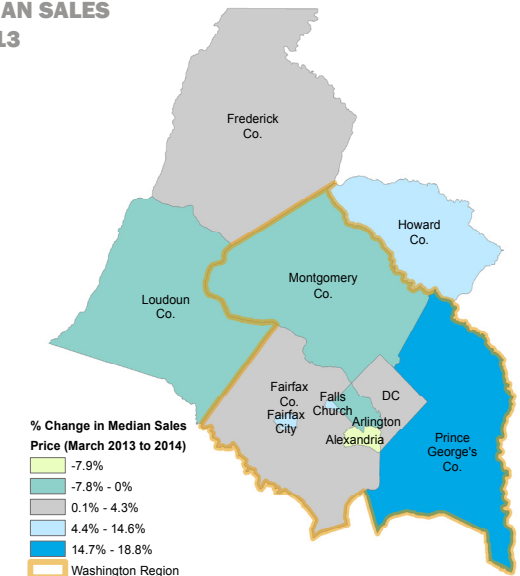 AN SALES
13
Frederick
Co.
Howard
Co.
Montgomery
Co.
Loudoun
Co.
Fairfax
Co.
Falls
Church
DC
Fairfax
City
Arlington
Alexandria
Prince
George's
Co.
% Change in Median Sales
Price (March 2013 to 2014)
-7.9%
-7.8% - 0%
0.1% - 4.3%
4.4% - 14.6%
14.7% - 18.8%
Washington Region